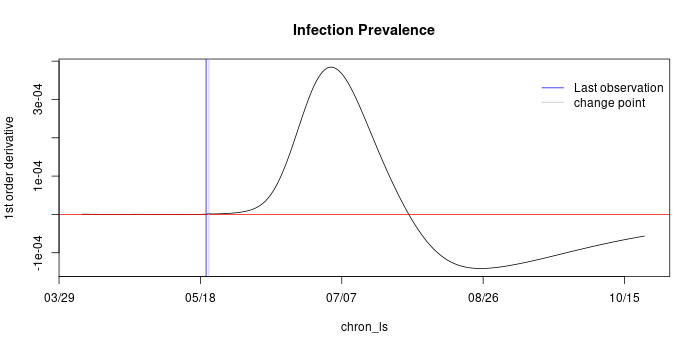 Infection Prevalence
1st order derivative
3e-04
1e-04
-1e-04
Last observation
change point
03/29 05/18 07/07 08/26 10/15
chron_ls